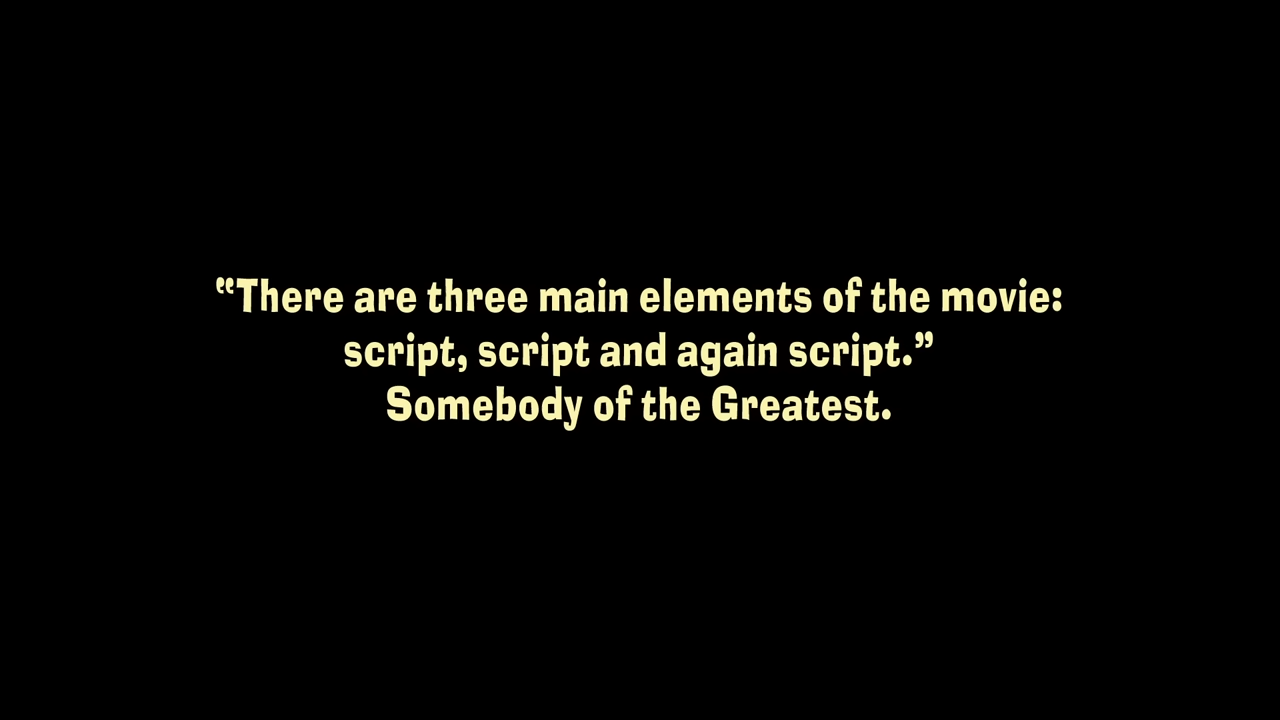 “There are three main elements of the movie:
script, script and again script.”
Somebody of the Greatest.